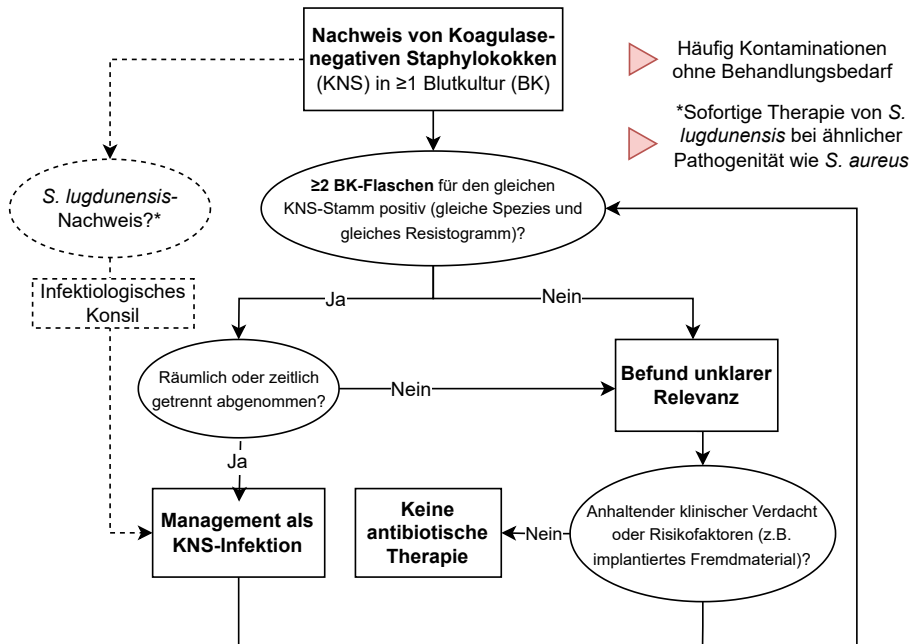 Nachweis von Koagulase-
negativen Staphylokokken
(KNS) in ≥1 Blutkultur (BK)
Häufig Kontaminationen
ohne Behandlungsbedarf
*Sofortige Therapie von S.
lugdunensis bei ähnlicher
Pathogenität wie S. aureus
S. lugdunensis-
Nachweis?*
≥2 BK-Flaschen für den gleichen
KNS-Stamm positiv (gleiche Spezies und
gleiches Resistogramm)?
Infektiologisches
Konsil
Ja
Nein
Räumlich oder zeitlich
getrennt abgenommen?
Nein
Befund unklarer
Relevanz
Ja
Management als
KNS-Infektion
Keine
antibiotische
Therapie
Nein
Anhaltender klinischer Verdacht
oder Risikofaktoren (z.B.
implantiertes Fremdmaterial)?